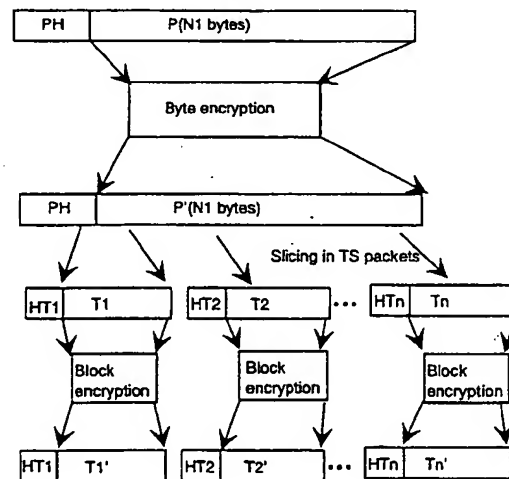 PH P(N1 bytes)
Byte encryption
PH P'(N1 bytes)
Slicing in TS packets
HT1 T1 HT2 T2 ... HTn Tn
Block encryption Block encryption Block encryption
HT1 T1' HT2 T2' ... HTn Tn'